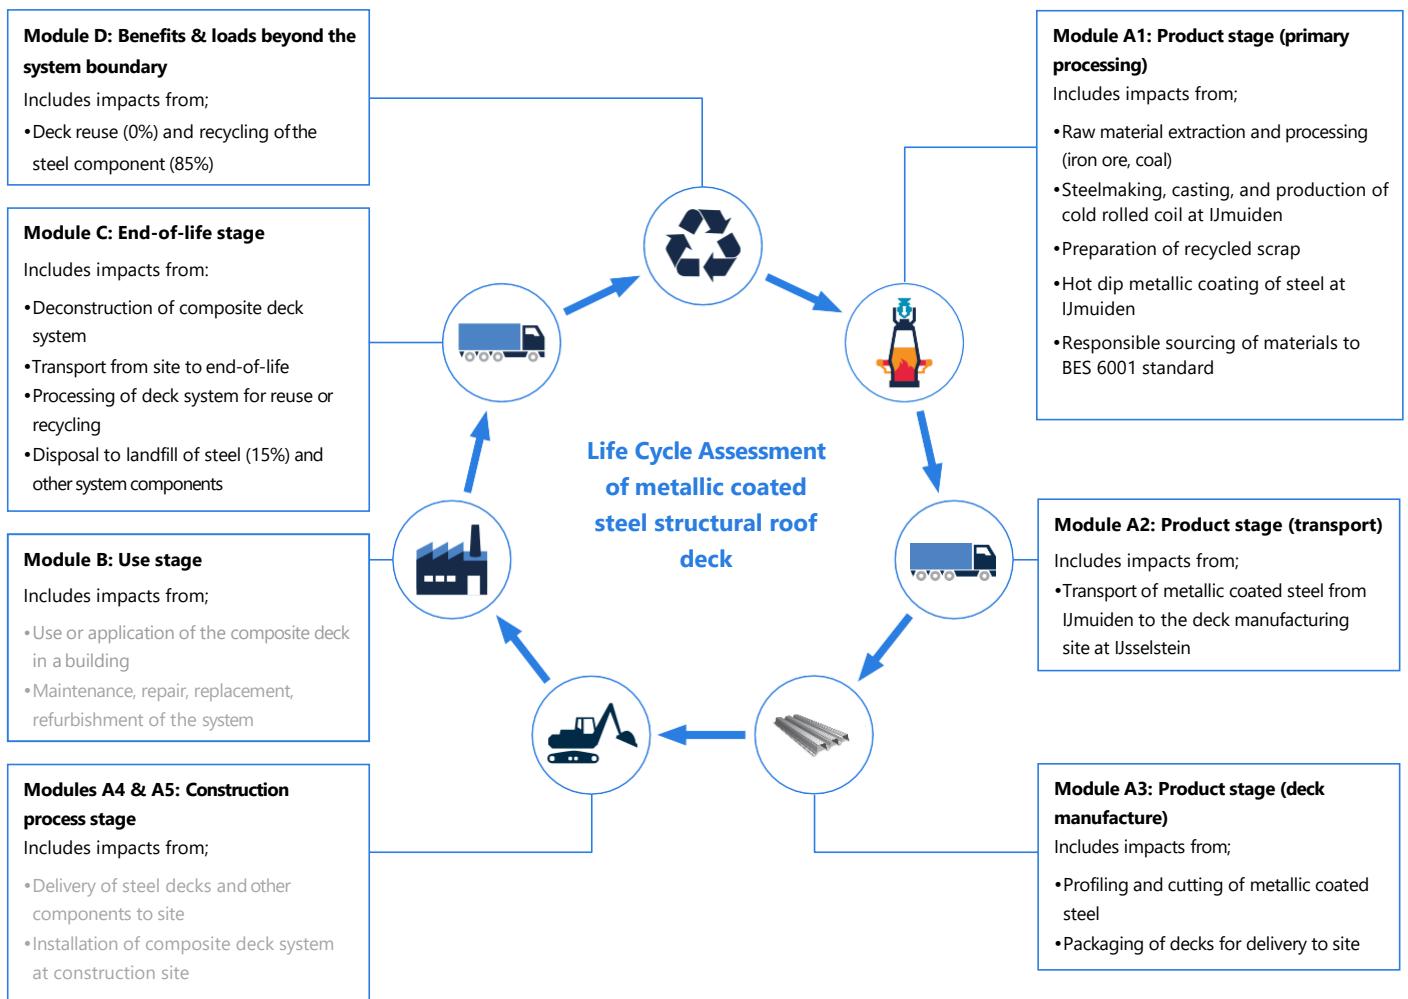 Module D: Benefits & loads beyond the
system boundary
Includes impacts from;
•Deck reuse (0%) and recycling of the
steel component (85%)
Module C: End-of-life stage
Includes impacts from:
•Deconstruction of composite deck
system
•Transport from site to end-of-life
•Processing of deck system for reuse or
recycling
•Disposal to landfill of steel (15%) and
other system components
Module B: Use stage
Includes impacts from;
•Use or application of the composite deck
in a building
•Maintenance, repair, replacement,
refurbishment of the system
Modules A4 & A5: Construction
process stage
Includes impacts from;
•Delivery of steel decks and other
components to site
•Installation of composite deck system
at construction site
Life Cycle Assessment
of metallic coated
steel structural roof
deck
Module A1: Product stage (primary
processing)
Includes impacts from;
•Raw material extraction and processing
(iron ore, coal)
•Steelmaking, casting, and production of
cold rolled coil at IJmuiden
•Preparation of recycled scrap
•Hot dip metallic coating of steel at
IJmuiden
•Responsible sourcing of materials to
BES 6001 standard
Module A2: Product stage (transport)
Includes impacts from;
•Transport of metallic coated steel from
IJmuiden to the deck manufacturing
site at IJsselstein
Module A3: Product stage (deck
manufacture)
Includes impacts from;
•Profiling and cutting of metallic coated
steel
•Packaging of decks for delivery to site